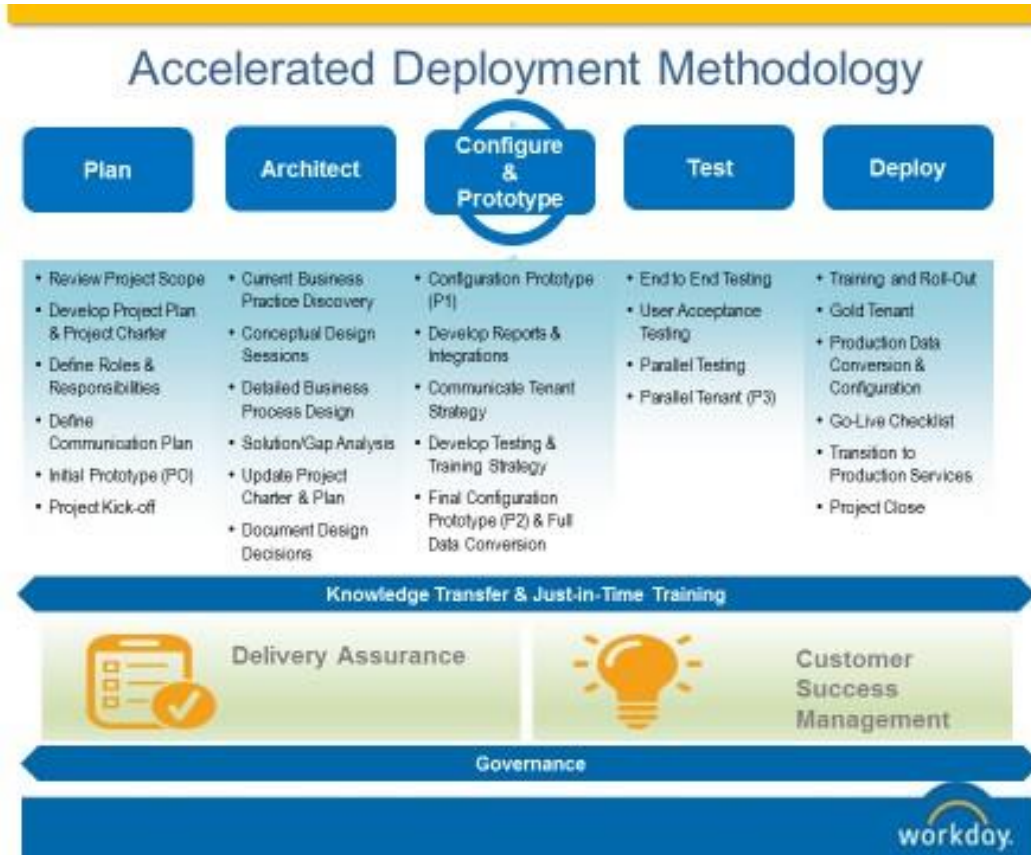 Accelerated Deployment Methodology
Plan
Architect
Configure
&
Prototype
Test
Deploy
• Review Project Scope
• Develop Project Plan
& Project Charter
• Define Roles &
Responsibilities
• Define
Communication Plan
• Initial Prototype (PO)
• Project Kick-off
• Current Business
Practice Discovery
• Conceptual Design
Sessions
• Detailed Business
Process Design
• Solution/Gap Analysis
• Update Project
Charter & Plan
• Document Design
Decisions
• Configuration Prototype
(P1)
• Develop Reports &
Integrations
• Communicate Tenant
Strategy
• Develop Testing &
Training Strategy
• Final Configuration
Prototype (P2) & Full
Data Conversion
• End to End Testing
• User Acceptance
Testing
• Parallel Testing
• Parallel Tenant (P3)
• Training and Roll-Out
• Gold Tenant
• Production Data
Conversion &
Configuration
• Go-Live Checklist
• Transition to
Production Services
• Project Close
Knowledge Transfer & Just-in-Time Training
Delivery Assurance
Customer
Success
Management
Governance
workday.